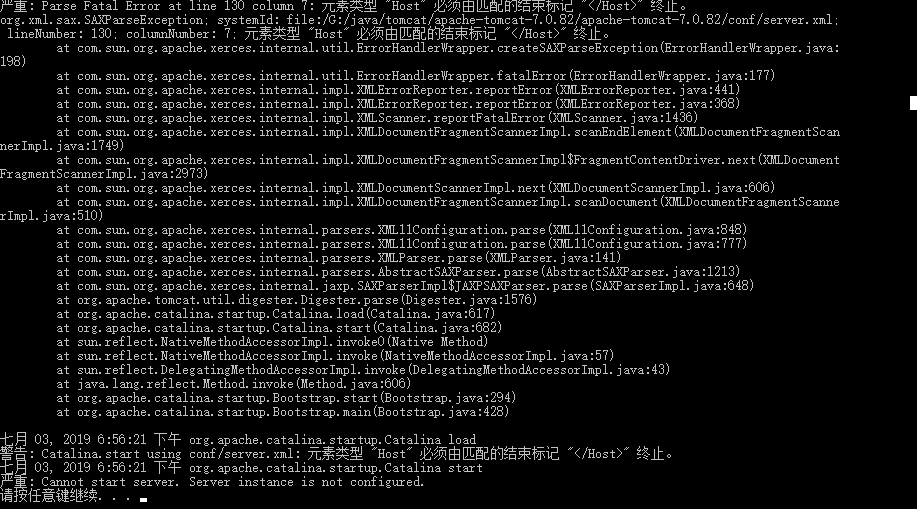 严重: Parse Fatal Error at line 130 column 7: 元素类型 "Host" 必须由匹配的结束标记 "</Host>" 终止。
org.xml.sax.SAXParseException; systemId: file:/G:/java/tomcat/apache-tomcat-7.0.82/apache-tomcat-7.0.82/conf/server.xml;
 lineNumber: 130; columnNumber: 7: 元素类型 "Host" 必须由匹配的结束标记 "</Host>" 终止。
at com.sun.org.apache.xerces.internal.util.ErrorHandlerWrapper.createSAXParseException(ErrorHandlerWrapper.java:
198)
at com.sun.org.apache.xerces.internal.util.ErrorHandlerWrapper.fatalError(ErrorHandlerWrapper.java:177)
at com.sun.org.apache.xerces.internal.impl.XMLErrorReporter.reportError(XMLErrorReporter.java:441)
at com.sun.org.apache.xerces.internal.impl.XMLErrorReporter.reportError(XMLErrorReporter.java:368)
at com.sun.org.apache.xerces.internal.impl.XMLScanner.reportFatalError(XMLScanner.java:1436)
at com.sun.org.apache.xerces.internal.impl.XMLDocumentFragmentScannerImpl.scanEndElement(XMLDocumentFragmentScan
nerImpl.java:1749)
at com.sun.org.apache.xerces.internal.impl.XMLDocumentFragmentScannerImpl$FragmentContentDriver.next(XMLDocument
FragmentScannerImpl.java:2973)
at com.sun.org.apache.xerces.internal.impl.XMLDocumentScannerImpl.next(XMLDocumentScannerImpl.java:606)
at com.sun.org.apache.xerces.internal.impl.XMLDocumentFragmentScannerImpl.scanDocument(XMLDocumentFragmentScanne
rImpl.java:510)
at com.sun.org.apache.xerces.internal.parsers.XML11Configuration.parse(XML11Configuration.java:848)
at com.sun.org.apache.xerces.internal.parsers.XML11Configuration.parse(XML11Configuration.java:777)
at com.sun.org.apache.xerces.internal.parsers.XMLParser.parse(XMLParser.java:141)
at com.sun.org.apache.xerces.internal.parsers.AbstractSAXParser.parse(AbstractSAXParser.java:1213)
at com.sun.org.apache.xerces.internal.jaxp.SAXParserImpl$JAXPSAXParser.parse(SAXParserImpl.java:648)
at org.apache.tomcat.util.digester.Digester.parse(Digester.java:1576)
at org.apache.catalina.startup.Catalina.load(Catalina.java:617)
at org.apache.catalina.startup.Catalina.start(Catalina.java:682)
at sun.reflect.NativeMethodAccessorImpl.invoke0(Native Method)
at sun.reflect.NativeMethodAccessorImpl.invoke(NativeMethodAccessorImpl.java:57)
at sun.reflect.DelegatingMethodAccessorImpl.invoke(DelegatingMethodAccessorImpl.java:43)
at java.lang.reflect.Method.invoke(Method.java:606)
at org.apache.catalina.startup.Bootstrap.start(Bootstrap.java:294)
at org.apache.catalina.startup.Bootstrap.main(Bootstrap.java:428)
七月 03, 2019 6:56:21 下午 org.apache.catalina.startup.Catalina load
警告: Catalina.start using conf/server.xml: 元素类型 "Host" 必须由匹配的结束标记 "</Host>" 终止。
七月 03, 2019 6:56:21 下午 org.apache.catalina.startup.Catalina start
严重: Cannot start server. Server instance is not configured.
请按任意键继续. . .